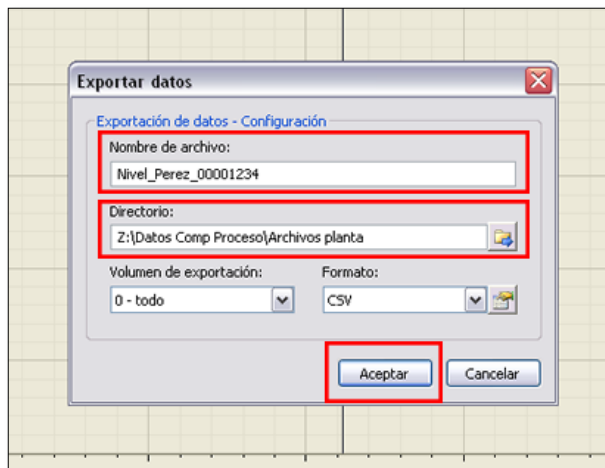 Exportar datos
Exportación de datos - Configuración
Nombre de archivo:
Nivel_Perez_00001234
Directorio:
Z:\Datos Comp Proceso\Archivos planta
Volumen de exportación: Formato:
0 - todo CSV
Aceptar Cancelar